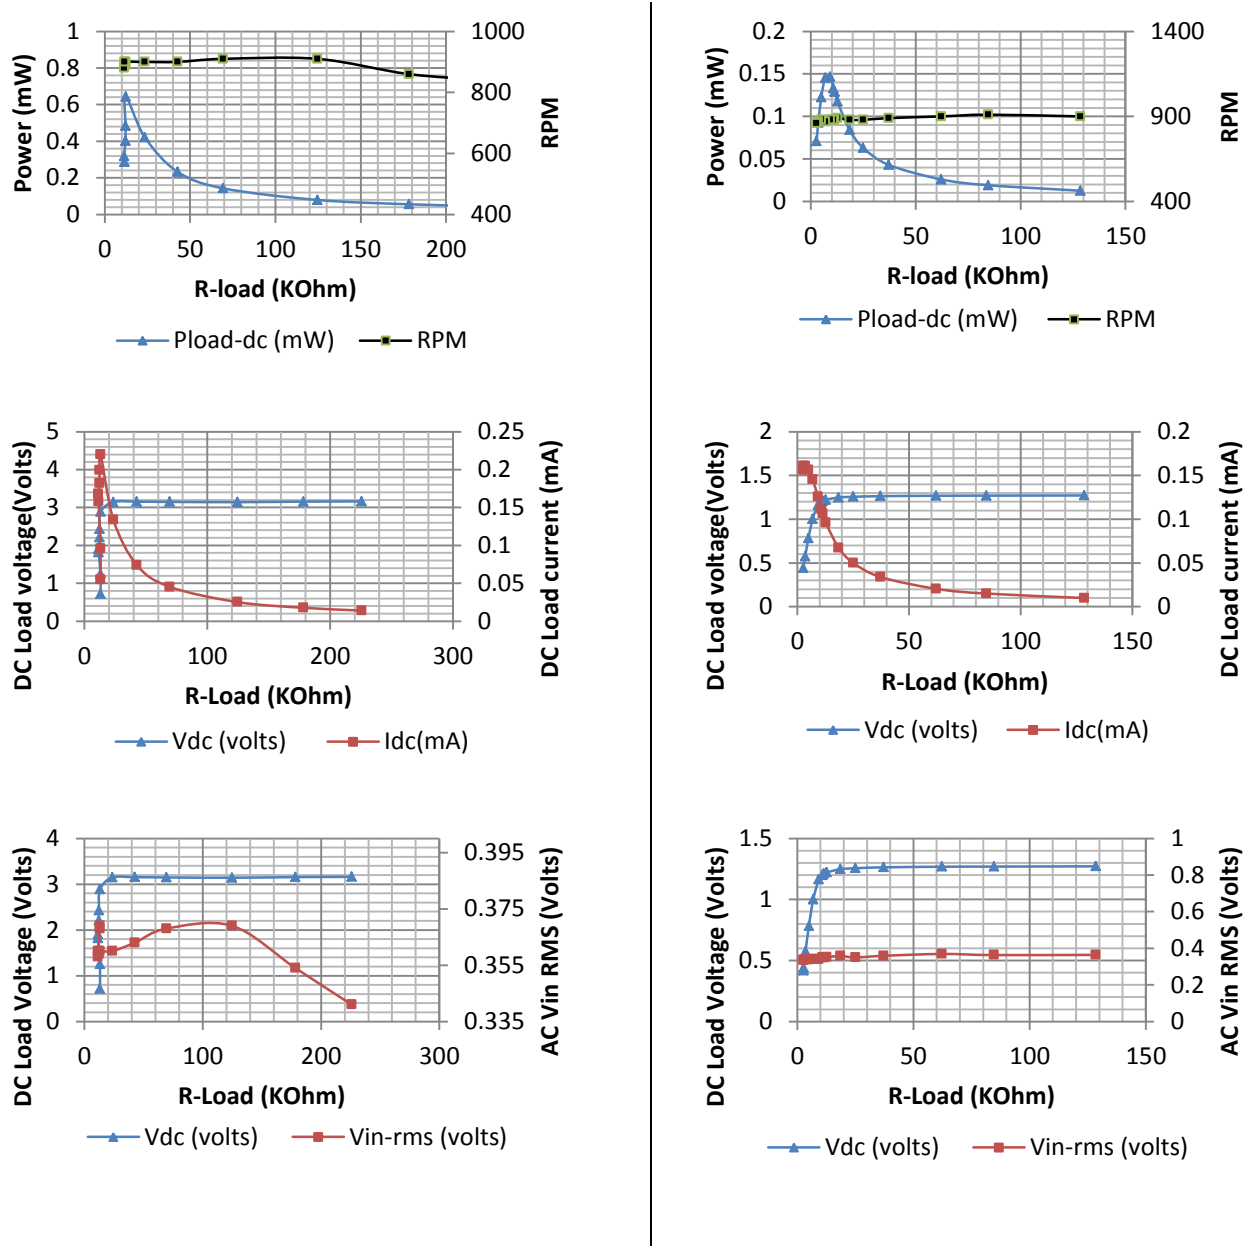 1
0.8
0.6
0.4
0.2
0
Power (mW)
1000
800
600
400
RPM
0 50 100 150 200
R-load (KOhm)
Pload-dc (mW) RPM
0.2
0.15
0.1
0.05
0
Power (mW)
1400
900
400
RPM
0 50 100 150
R-load (KOhm)
Pload-dc (mW) RPM
5
4
3
2
1
0
DC Load voltage(Volts)
0.25
0.2
0.15
0.1
0.05
0
DC Load current (mA)
0 100 200 300
R-Load (KOhm)
Vdc (volts) Idc(mA)
2
1.5
1
0.5
0
DC Load voltage(Volts)
0.2
0.15
0.1
0.05
0
DC Load current (mA)
0 50 100 150
R-Load (KOhm)
Vdc (volts) Idc(mA)
4
3
2
1
0
DC Load Voltage (Volts)
0.395
0.375
0.355
0.335
AC Vin RMS (Volts)
0 100 200 300
R-Load (KOhm)
Vdc (volts) Vin-rms (volts)
1.5
1
0.5
0
DC Load Voltage (Volts)
1
0.8
0.6
0.4
0.2
0
AC Vin RMS (Volts)
0 50 100 150
R-Load (KOhm)
Vdc (volts) Vin-rms (volts)